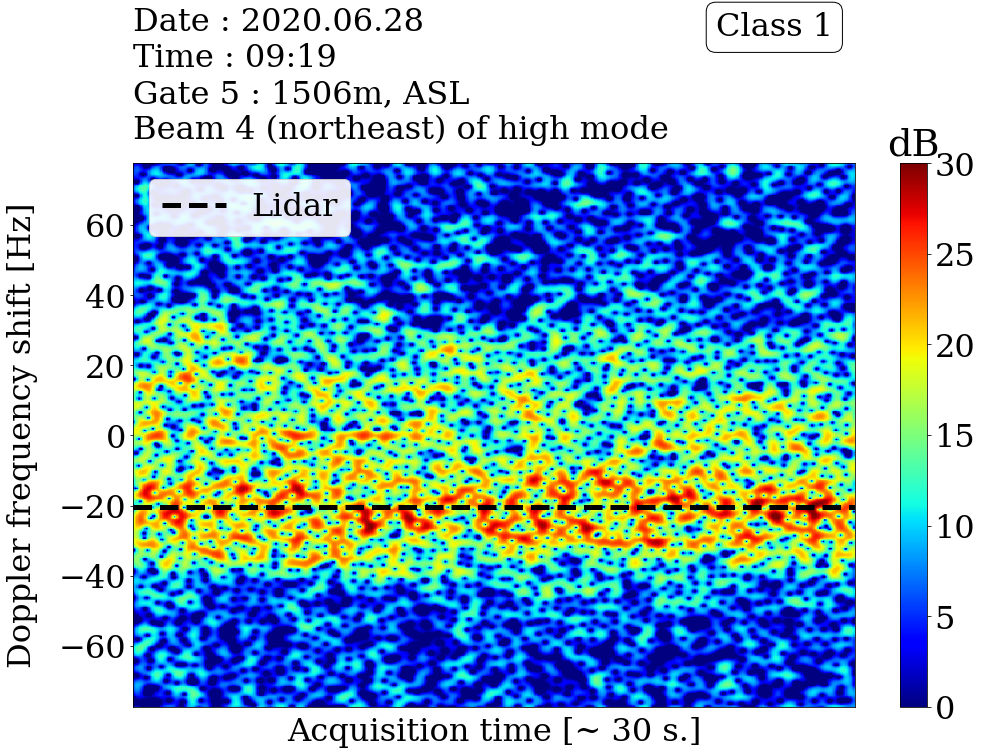 Date : 2020.06.28
Time : 09:19
Gate 5 : 1506m, ASL
Beam 4 (northeast) of high mode
Class 1
dB
Lidar
Doppler frequency shift [Hz]
60
40
20
0
−20
−40
−60
30
25
20
15
10
5
0
Acquisition time [~ 30 s.]